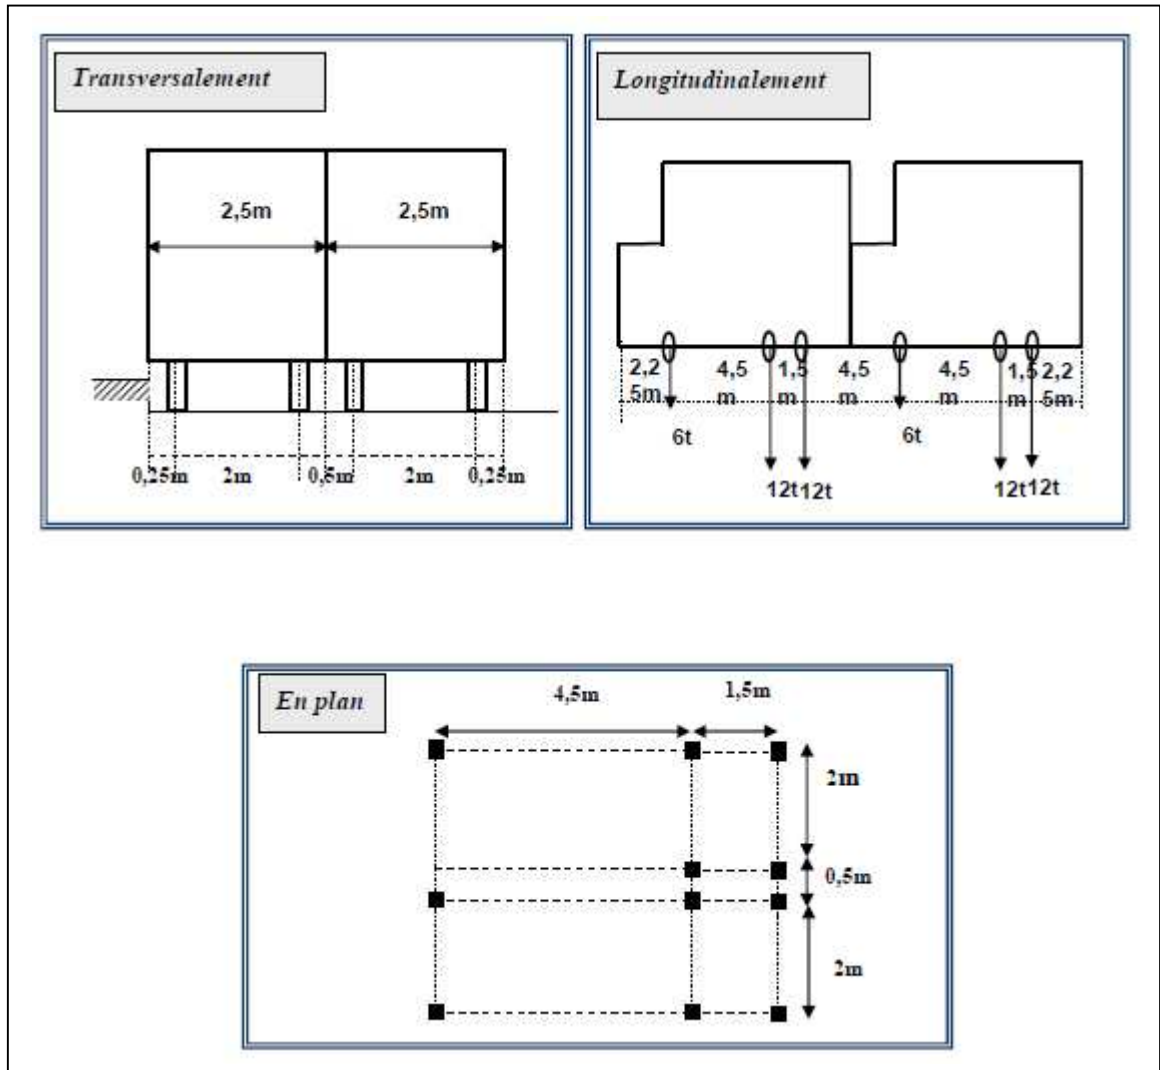 Transversalement
2,5m
2,5m
0,25m
2m
0,5m
2m
0,25m
Longitudinalement
2,2
5m
4,5
m
1,5
m
4,5
m
4,5
m
1,5
m
2,2
5m
6t
6t
12t
12t
12t
12t
En plan
4,5m
1,5m
2m
0,5m
2m